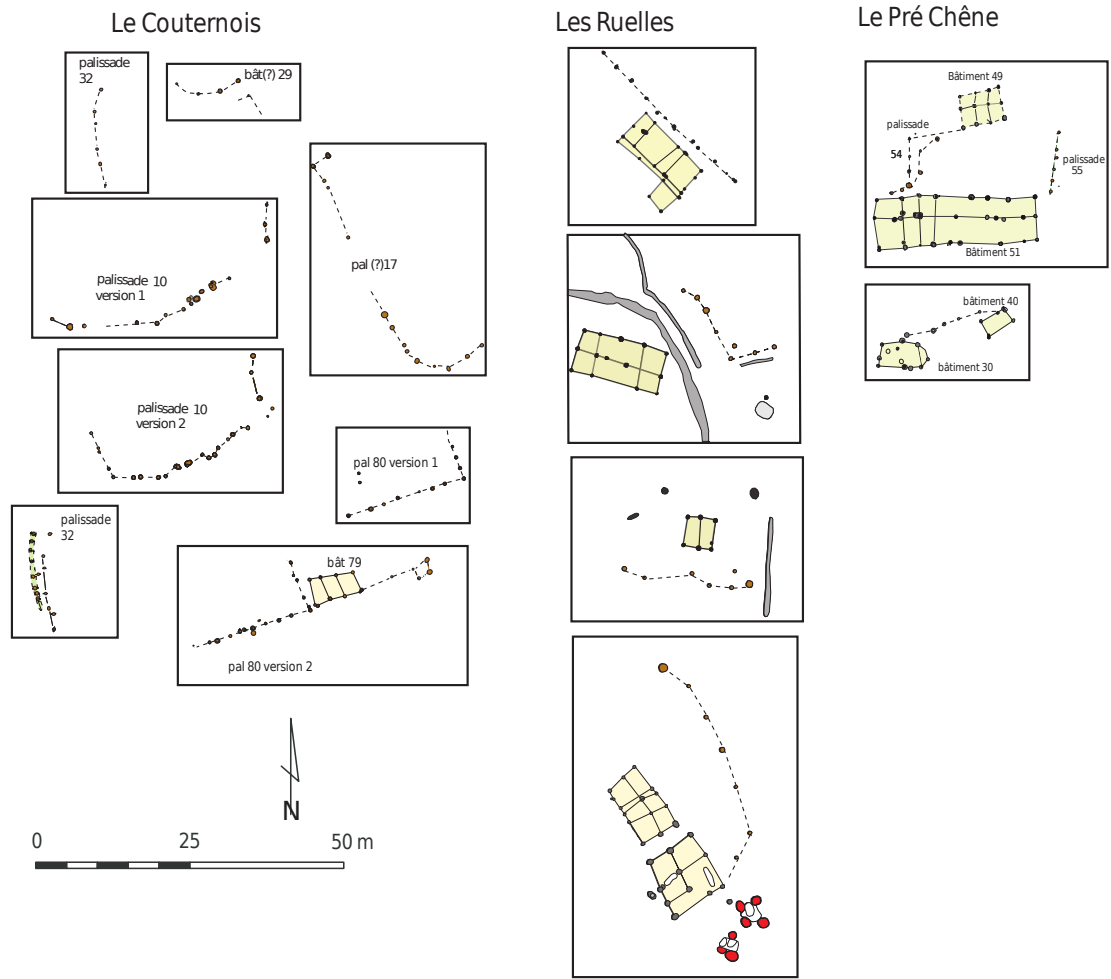 Le Couternois
palissade
32
bât(?) 29
palissade 10
version 1
pal (?)17
palissade 10
version 2
pal 80 version 1
palissade
32
bât 79
pal 80 version 2
N
0 25 50 m
Les Ruelles
Le Pré Chêne
Bâtiment 49
palissade
54
palissade
55
Bâtiment 51
bâtiment 40
bâtiment 30